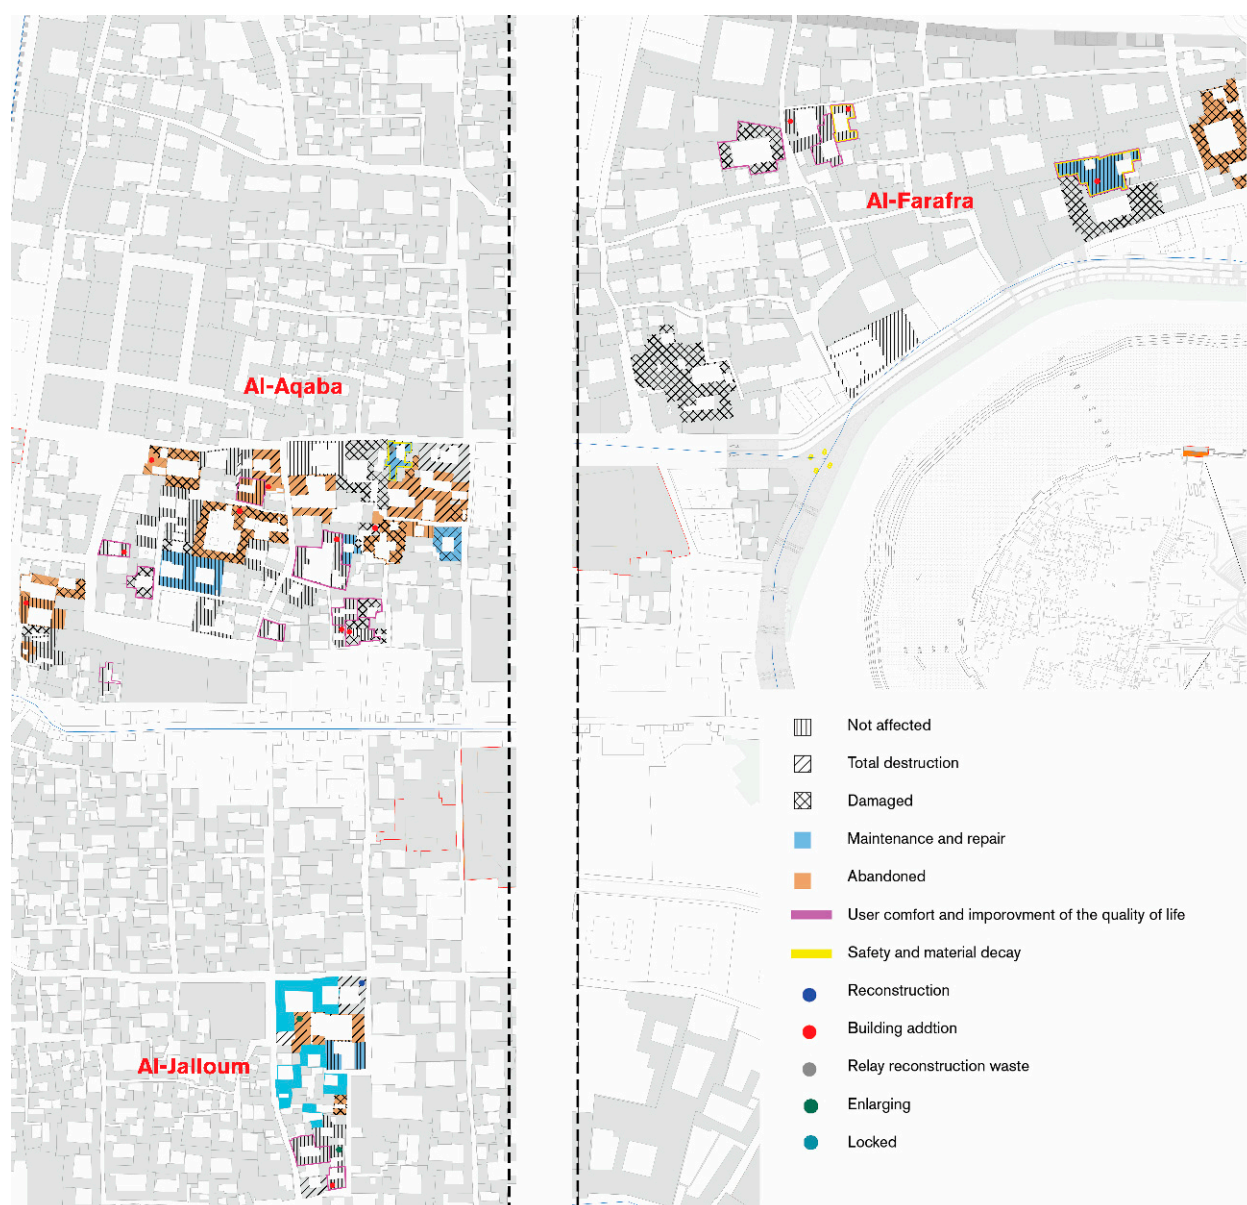 Al-Farafra
Al-Aqaba
Not affected
Total destruction
Damaged
Maintenance and repair
Abandoned
User comfort and imporovment of the quality of life
Safety and material decay
Reconstruction
Building addtion
Relay reconstruction waste
Enlarging
Locked
Al-Jalloum